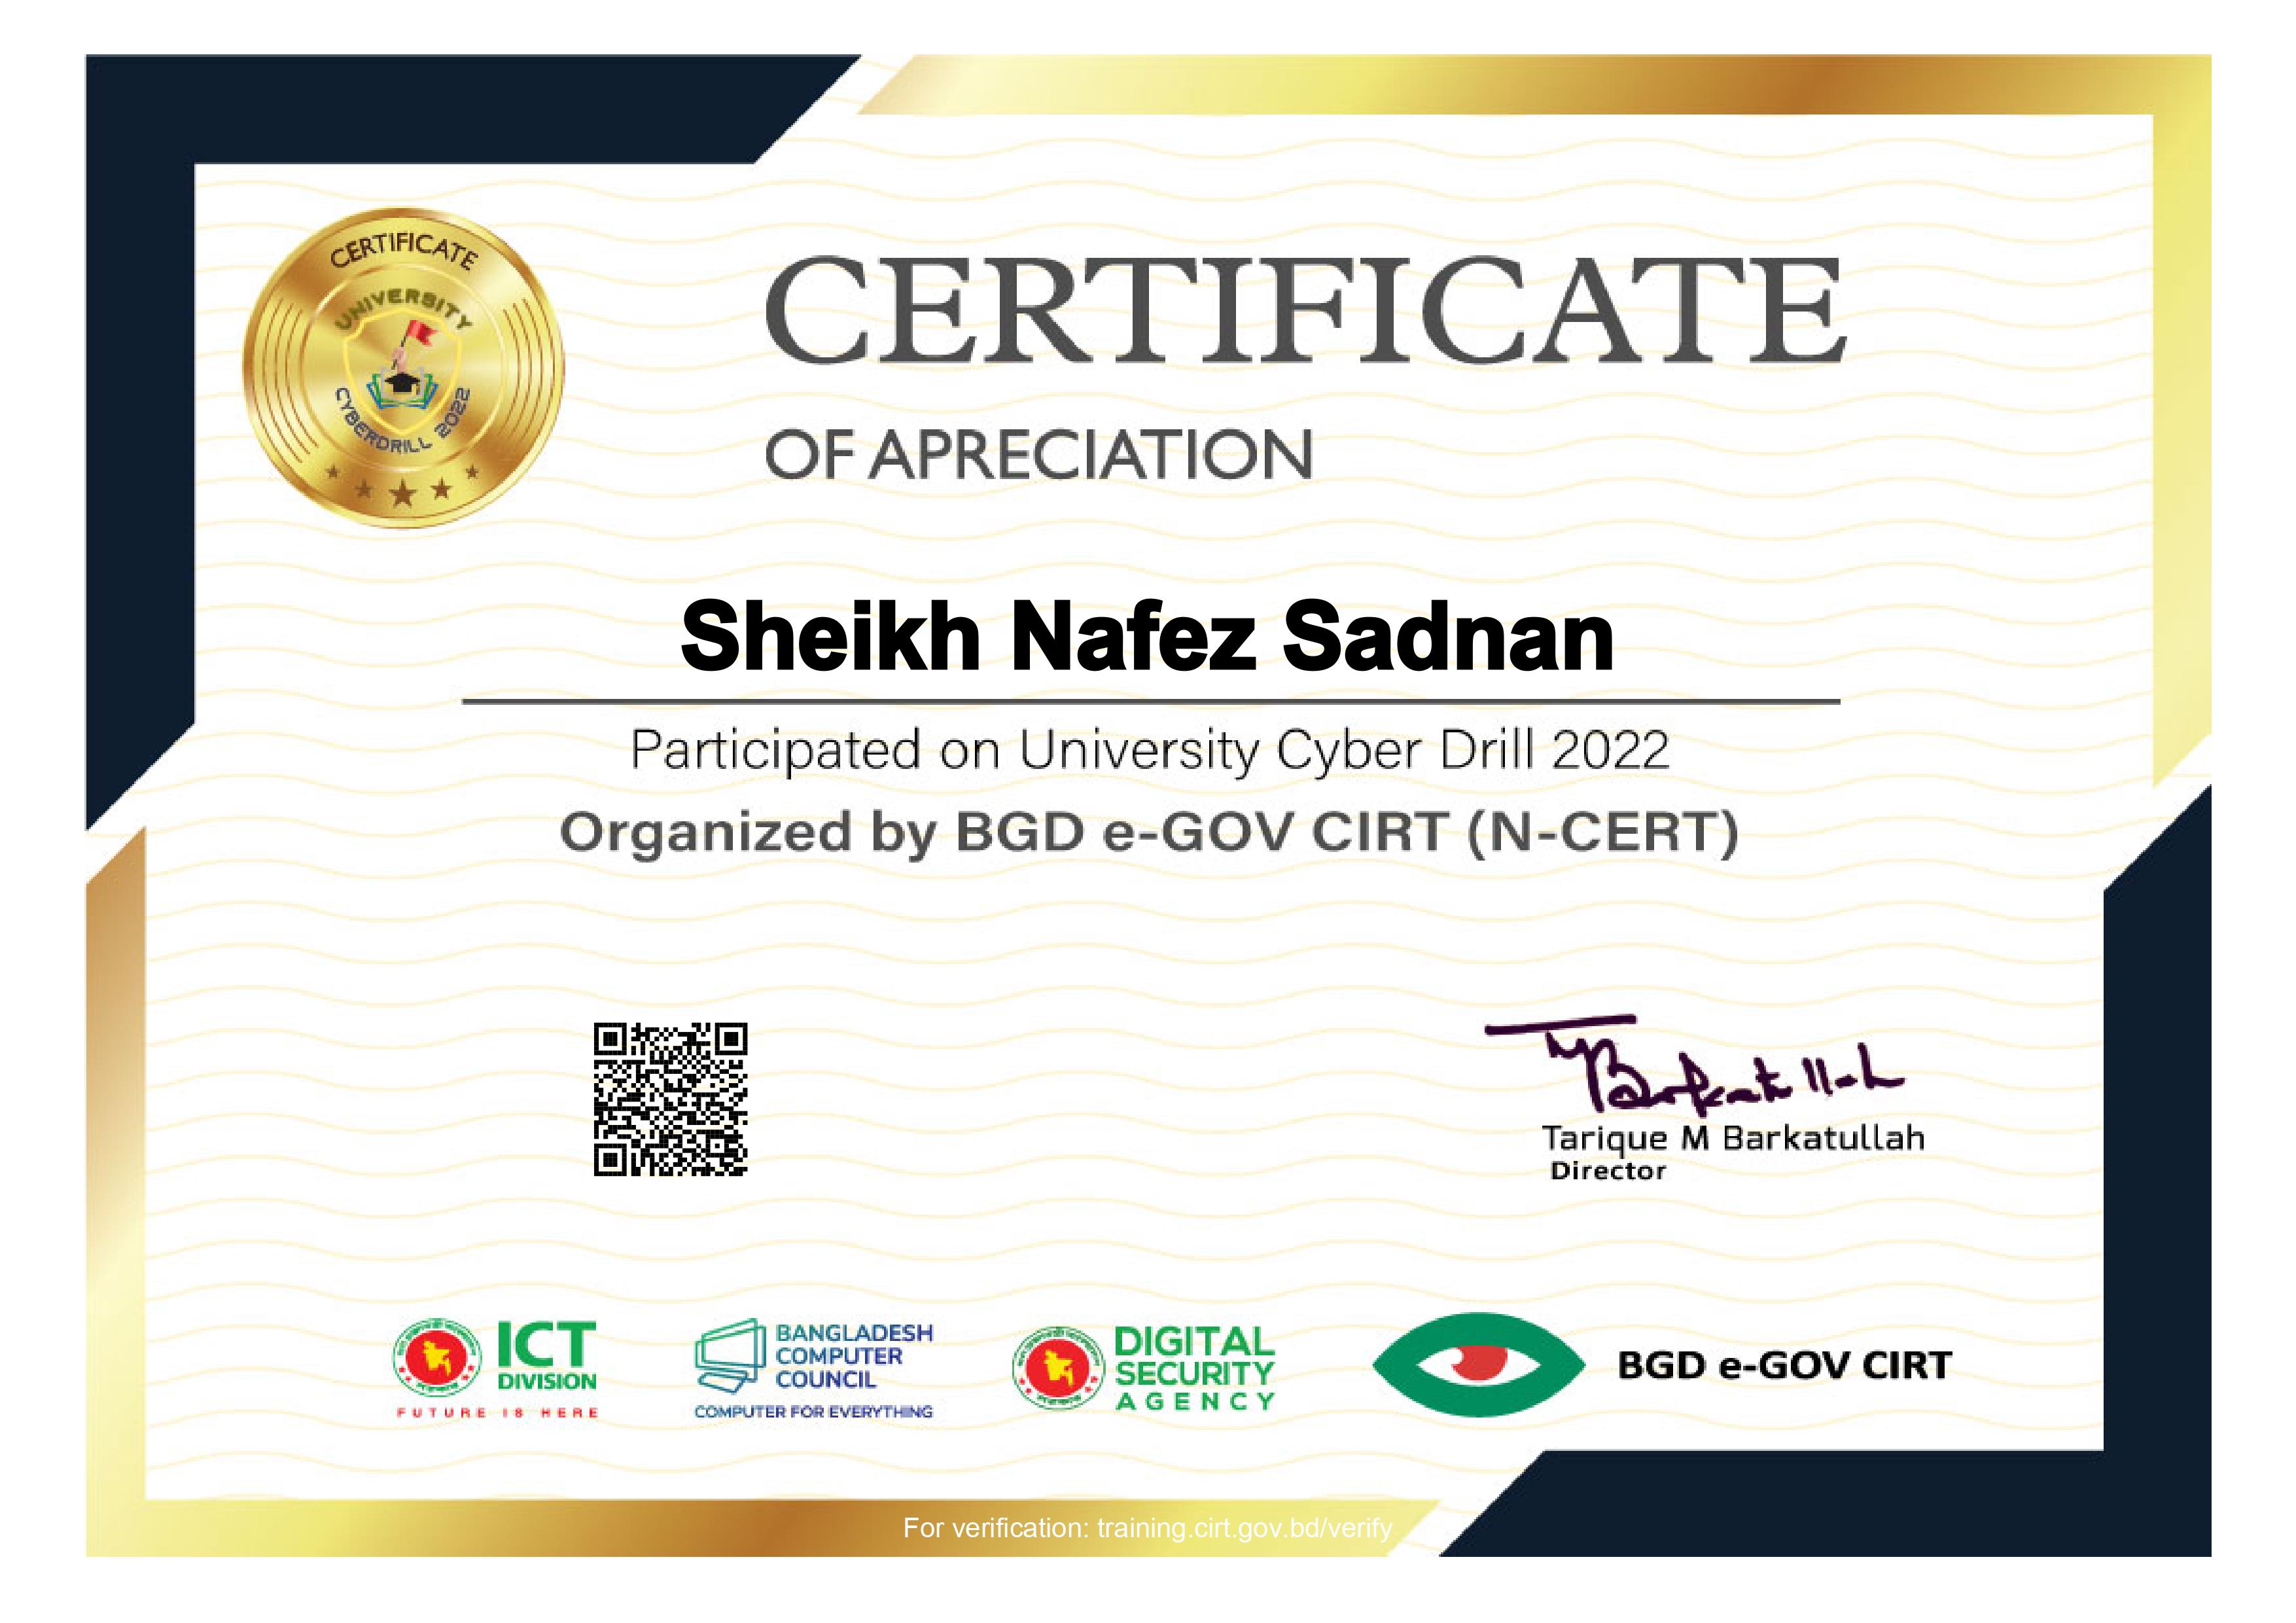 CERTIFICATE
UNIVERSITY
CYBERDRILL 2022
CERTIFICATE
OF APRECIATION
Sheikh Nafez Sadnan
Participated on University Cyber Drill 2022
Organized by BGD e-GOV CIRT (N-CERT)
Tarique M Barkatullah
Director
ICT
DIVISION
FUTURE IS HERE
BANGLADESH
COMPUTER
COUNCIL
COMPUTER FOR EVERYTHING
DIGITAL
SECURITY
AGENCY
BGD e-GOV CIRT
For verification: training.cirt.gov.bd/verify